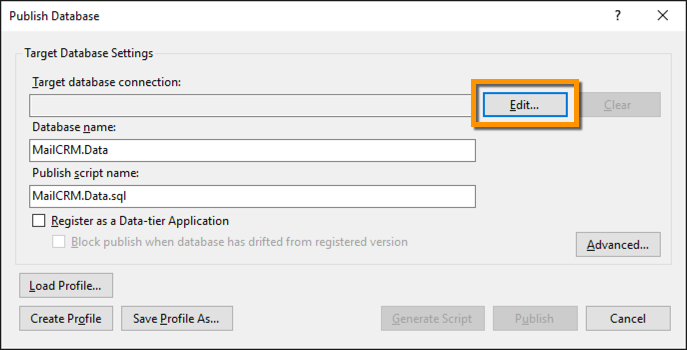 Publish Database
Target Database Settings
Target database connection:
Edit...
Clear
Database name:
MailCRM.Data
Publish script name:
MailCRM.Data.sql
Register as a Data-tier Application
Block publish when database has drifted from registered version
Advanced...
Load Profile...
Create Profile
Save Profile As...
Generate Script
Publish
Cancel